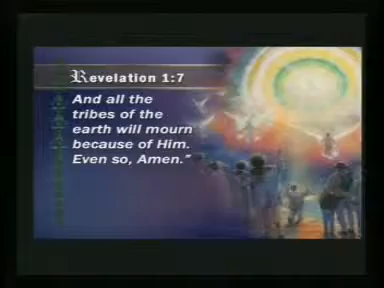 Revelation 1:7
And all the
tribes of the
earth will mourn
because of Him.
Even so, Amen."